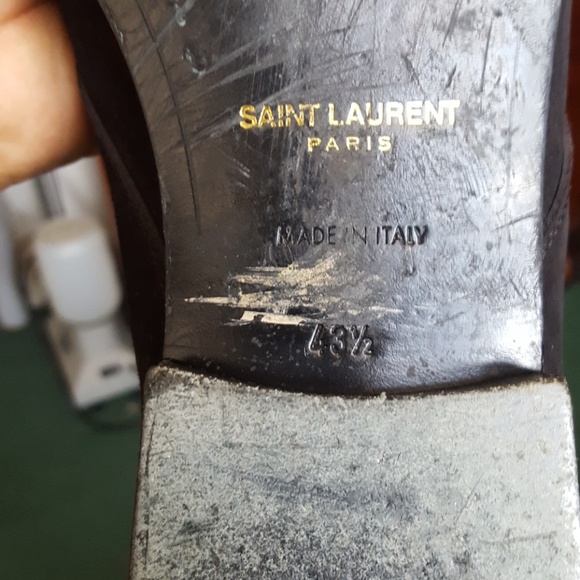 SAINT LAURENT
PARIS
MADE IN ITALY
43½